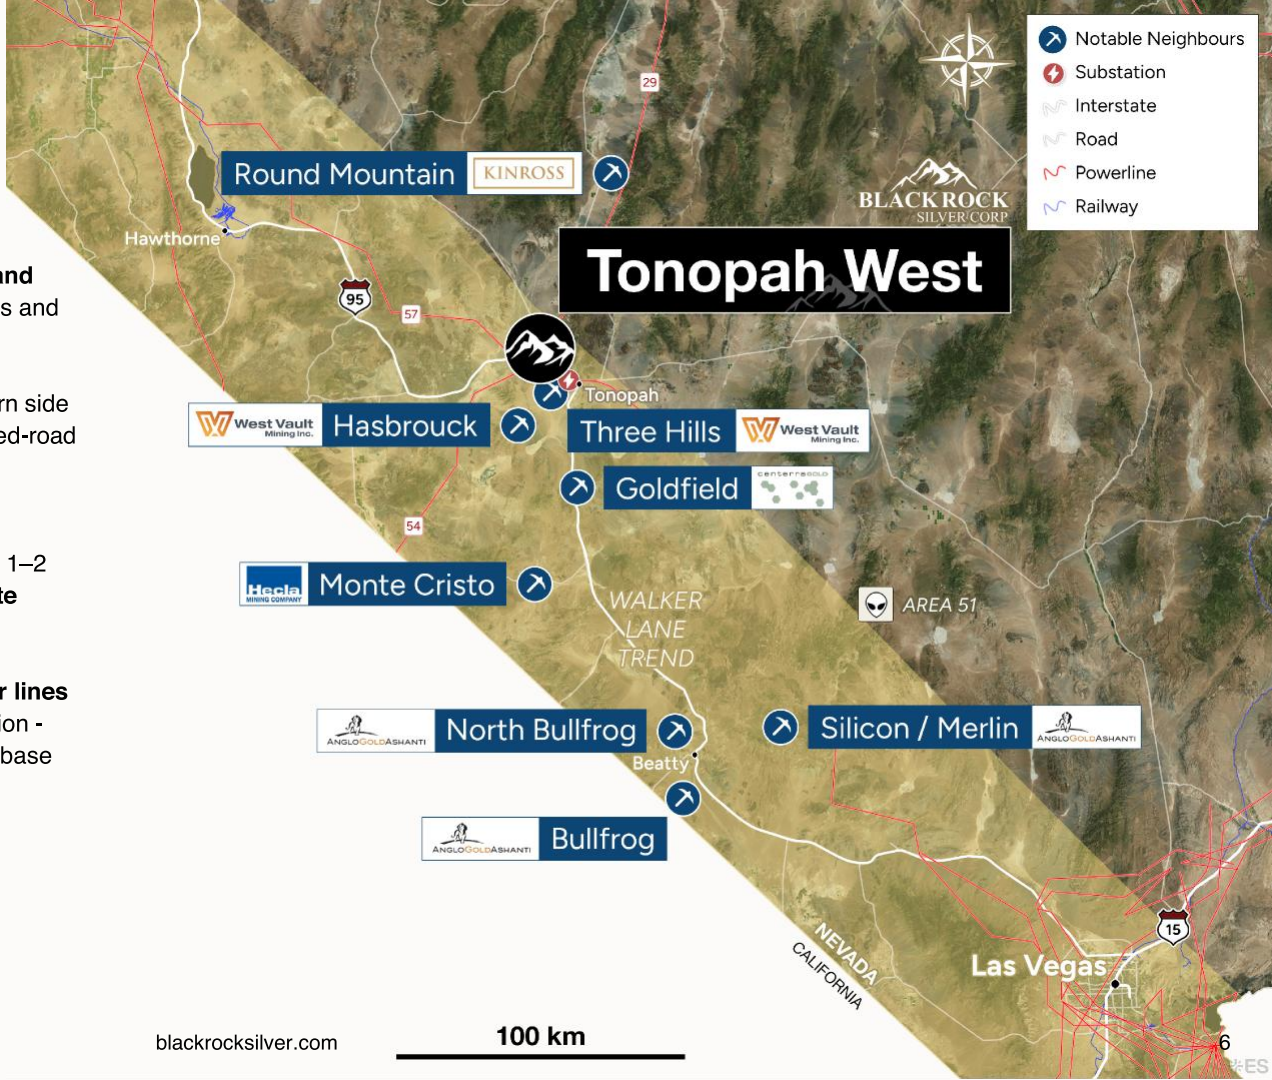 Notable Neighbours
Substation
Interstate
Road
Powerline
Railway
29
Round Mountain KINROSS
BLACKROCK
SILVER CORP
Hawthorne
and
s and
Tonopah West
95
57
rn side
ed-road
Tonopah
West Vault
Mining Inc.
Hasbrouck
Three Hills
West Vault
Mining Inc.
Goldfield
centerraGOLD
54
1–2
te
Hecla
MINING COMPANY
Monte Cristo
WALKER
LANE
TREND
AREA 51
r lines
ion -
base
ANGLOGOLDASHANTI
North Bullfrog
Silicon / Merlin
ANGLOGOLDASHANTI
Beatty
ANGLOGOLDASHANTI
Bullfrog
15
NEVADA
CALIFORNIA
Las Vegas
blackrocksilver.com
100 km
6
ES